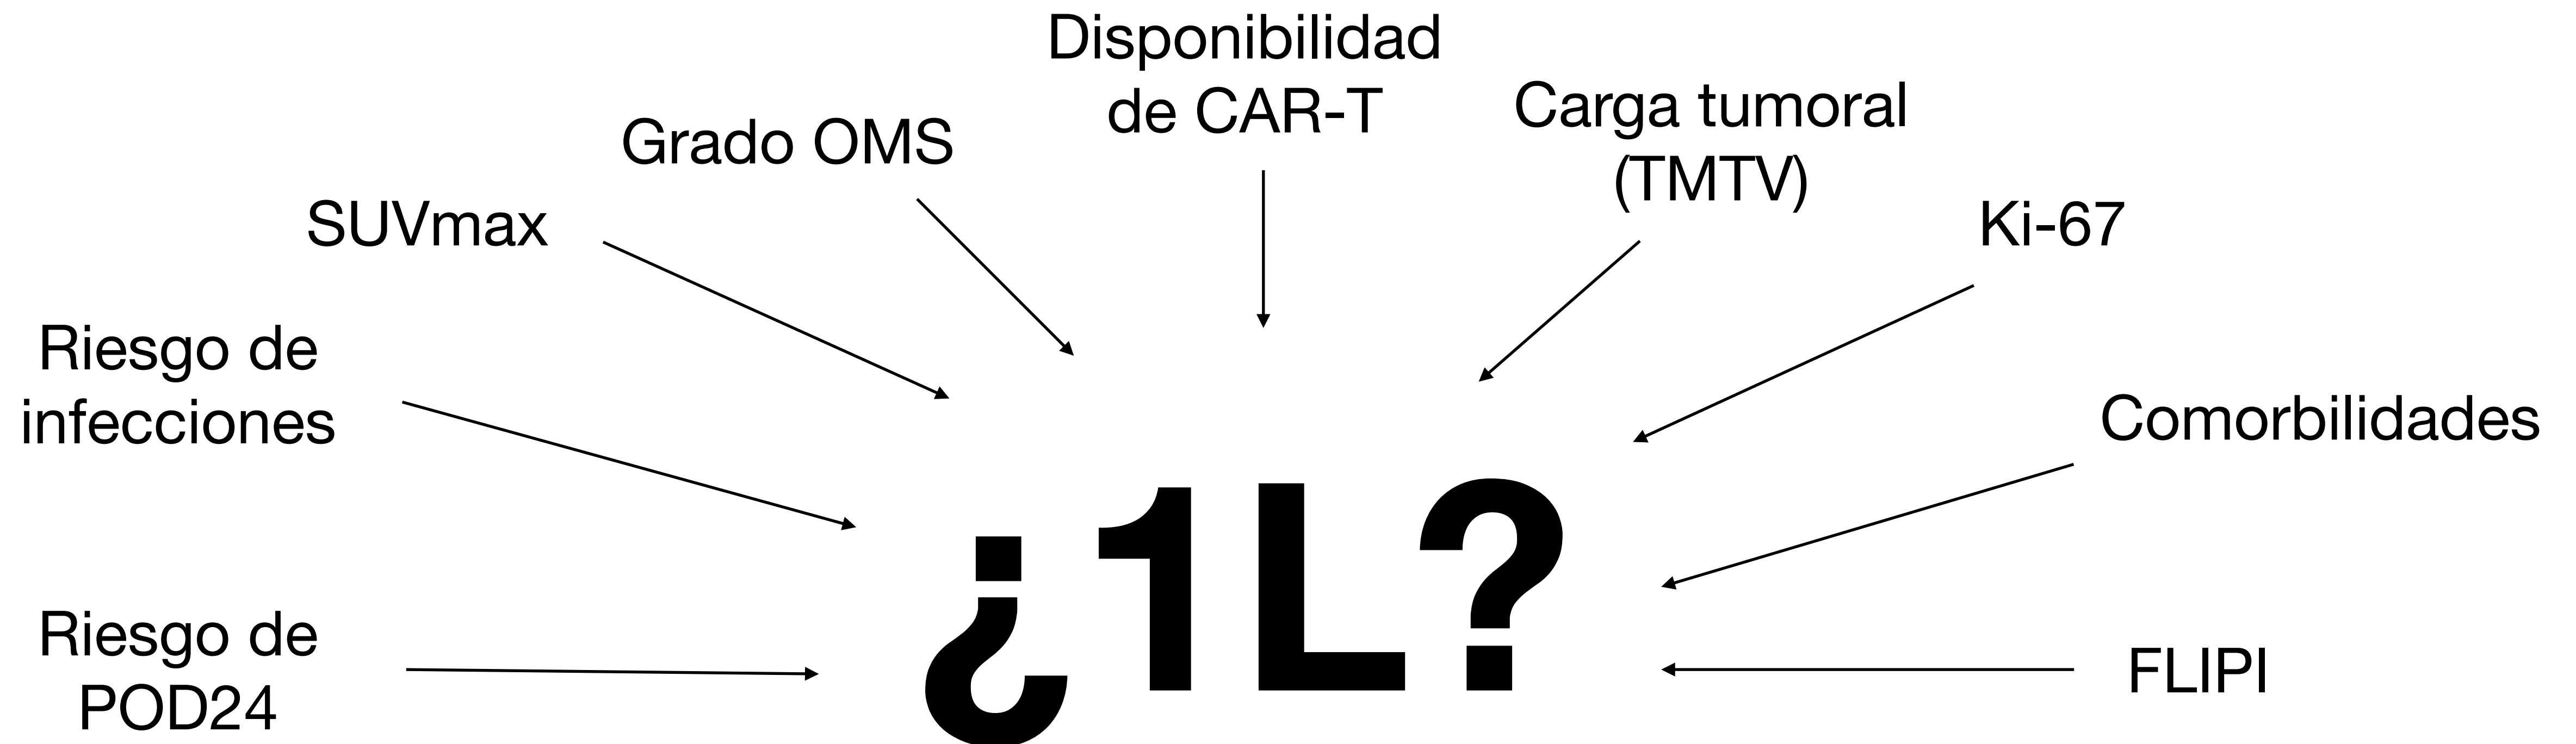 Disponibilidad
de CAR-T
Carga tumoral
(TMTV)
Grado OMS
SUVmax
Ki-67
Riesgo de
infecciones
Comorbilidades
¿1L?
Riesgo de
POD24
FLIPI